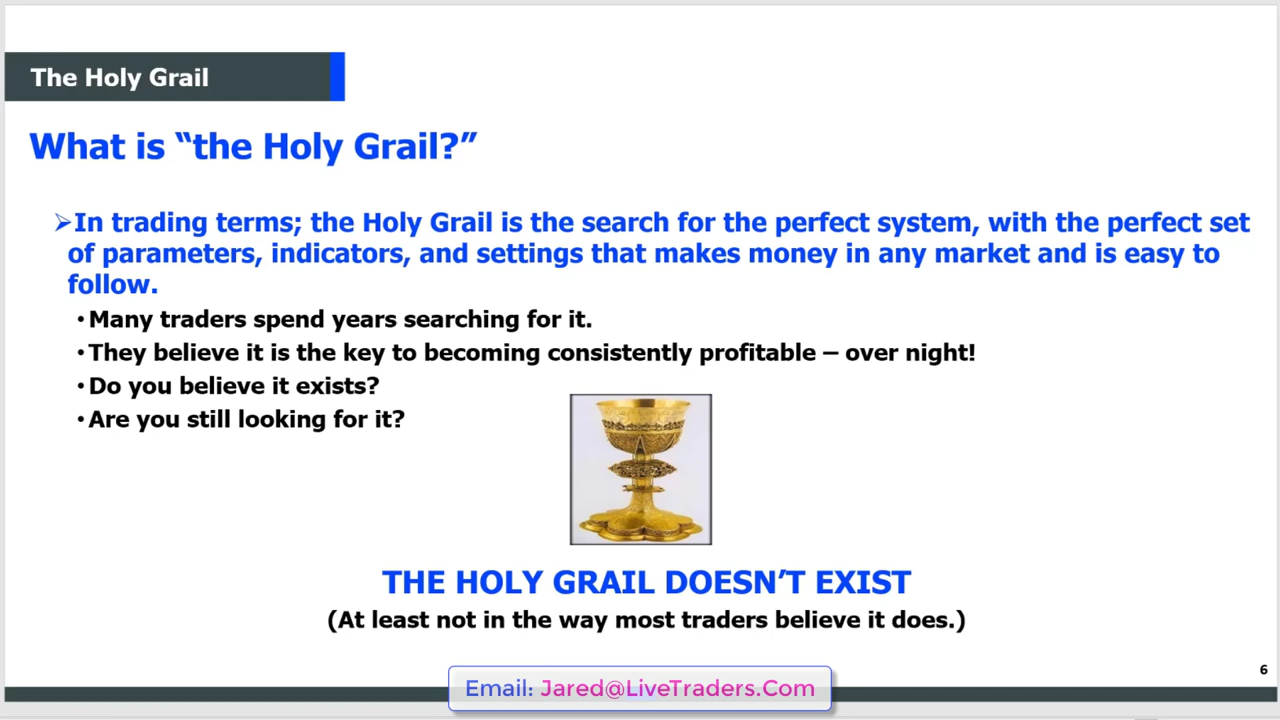 The Holy Grail
What is “the Holy Grail?”
➢In trading terms; the Holy Grail is the search for the perfect system, with the perfect set
of parameters, indicators, and settings that makes money in any market and is easy to
follow.
•Many traders spend years searching for it.
•They believe it is the key to becoming consistently profitable – over night!
•Do you believe it exists?
•Are you still looking for it?
THE HOLY GRAIL DOESN’T EXIST
(At least not in the way most traders believe it does.)
6
Email: Jared@LiveTraders.Com